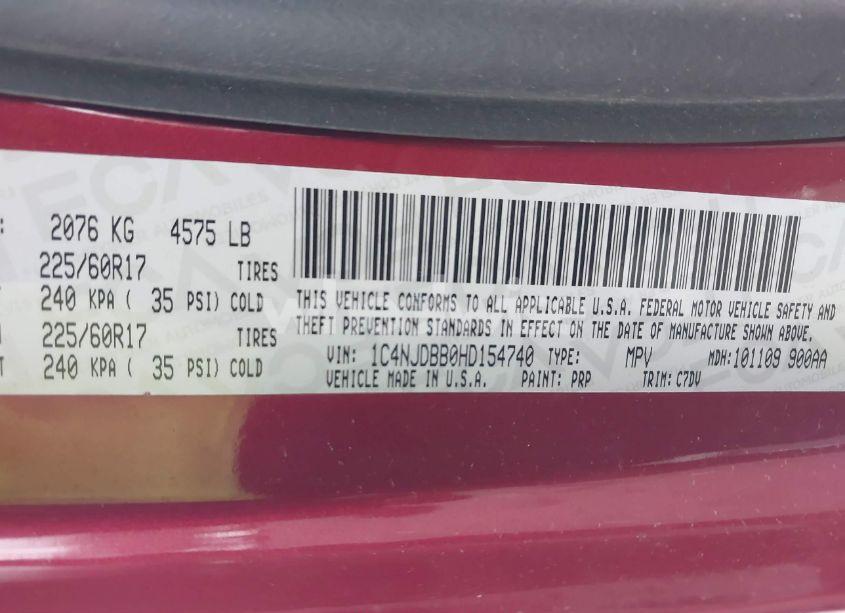 2076 KG 4575 LB
225/60R17 TIRES
240 KPA ( 35 PSI) COLD
225/60R17 TIRES
240 KPA ( 35 PSI) COLD
THIS VEHICLE CONFORMS TO ALL APPLICABLE U.S.A. FEDERAL MOTOR VEHICLE SAFETY AND
THEFT PREVENTION STANDARDS IN EFFECT ON THE DATE OF MANUFACTURE SHOWN ABOVE.
VIN: 1C4NJDBB0HD154740 TYPE: MPV MDH:101109 900AA
VEHICLE MADE IN U.S.A. PAINT: PRP TRIM: C7DV